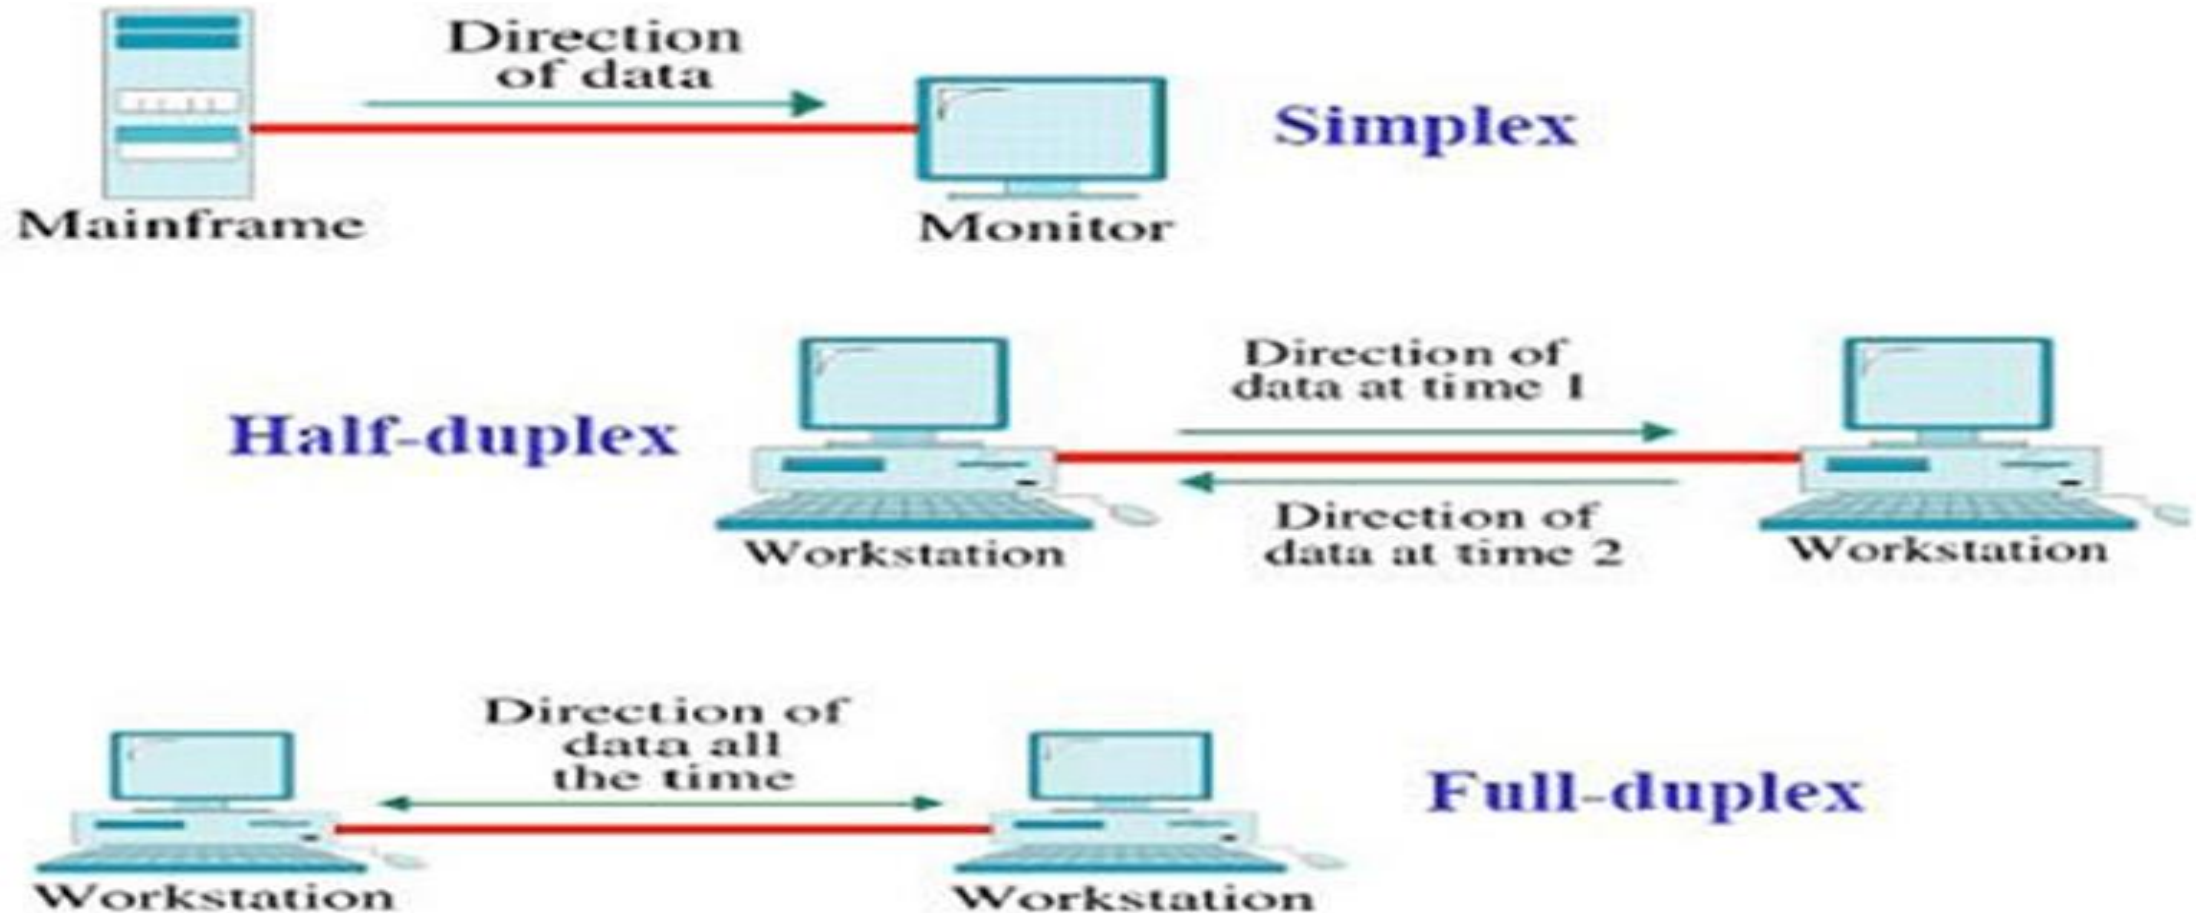 Direction
of data
Simplex
Mainframe
Monitor
Direction of
data at time 1
Half-duplex
Direction of
data at time 2
Workstation
Workstation
Direction of
data all
the time
Full-duplex
Workstation
Workstation